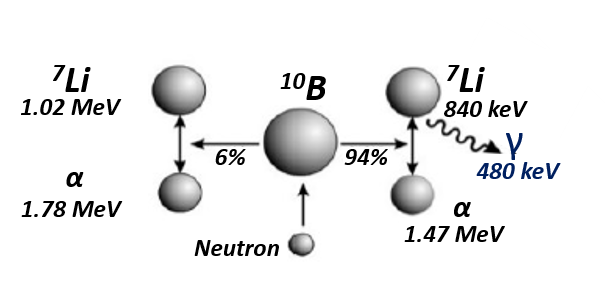 ⁷Li
1.02 MeV
α
1.78 MeV
6%
¹⁰B
94%
⁷Li
840 keV
γ
480 keV
α
1.47 MeV
Neutron